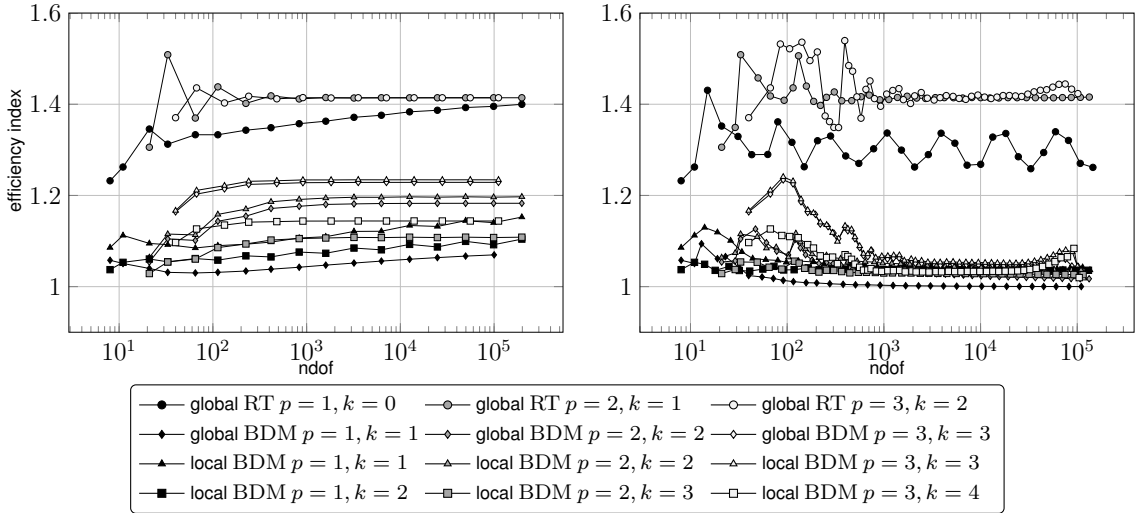 1.6
1.4
1.2
1
efficiency index
10^1
10^2
10^3
10^4
10^5
ndof
1.6
1.4
1.2
1
10^1
10^2
10^3
10^4
10^5
ndof
global RT p = 1, k = 0
global RT p = 2, k = 1
global RT p = 3, k = 2
global BDM p = 1, k = 1
global BDM p = 2, k = 2
global BDM p = 3, k = 3
local BDM p = 1, k = 1
local BDM p = 2, k = 2
local BDM p = 3, k = 3
local BDM p = 1, k = 2
local BDM p = 2, k = 3
local BDM p = 3, k = 4